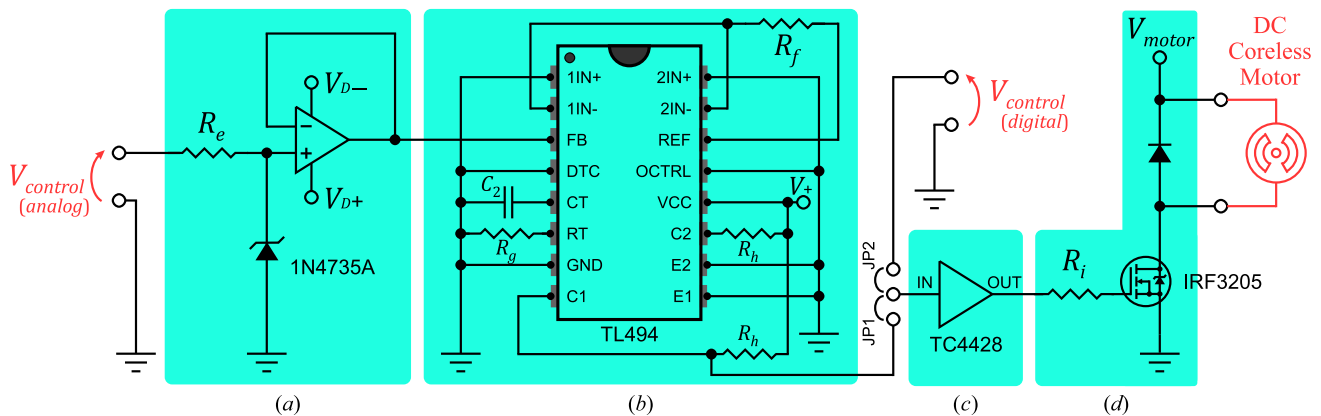 V_control
(analog)
R_e
V_D−
−
+
V_D+
1N4735A
(a)
R_f
1IN+
1IN-
FB
DTC
CT
RT
GND
C1
2IN+
2IN-
REF
OCTRL
VCC
C2
E2
E1
C_2
R_g
V_+
R_h
R_h
TL494
(b)
V_control
(digital)
JP2
JP1
IN
OUT
TC4428
(c)
V_motor
R_i
IRF3205
(d)
DC
Coreless
Motor